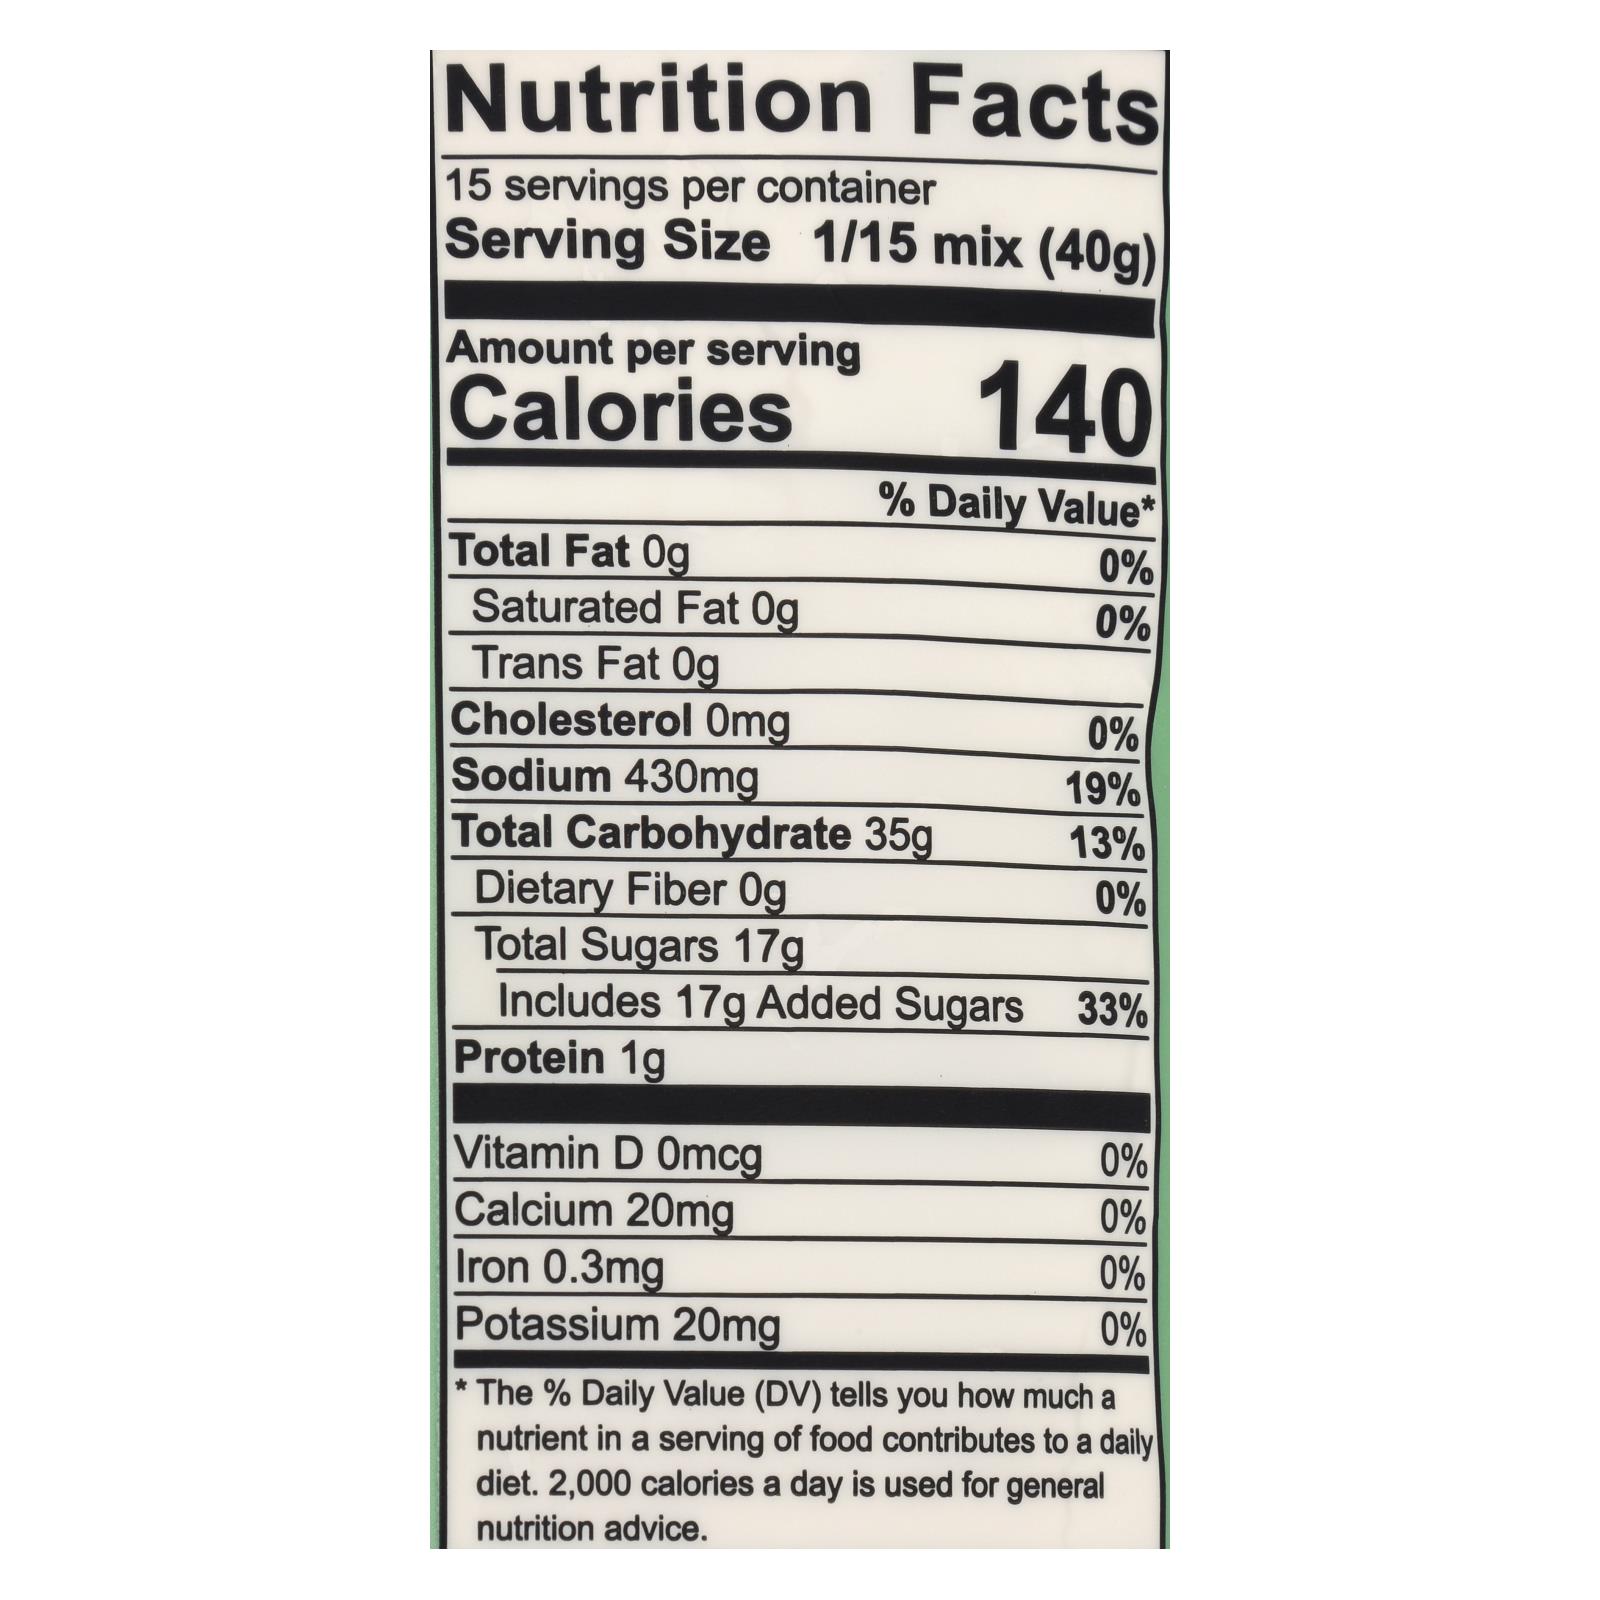 Nutrition Facts
15 servings per container
Serving Size 1/15 mix (40g)
Amount per serving
Calories 140
% Daily Value*
Total Fat 0g 0%
Saturated Fat 0g 0%
Trans Fat 0g
Cholesterol 0mg 0%
Sodium 430mg 19%
Total Carbohydrate 35g 13%
Dietary Fiber 0g 0%
Total Sugars 17g
Includes 17g Added Sugars 33%
Protein 1g
Vitamin D 0mcg 0%
Calcium 20mg 0%
Iron 0.3mg 0%
Potassium 20mg 0%
* The % Daily Value (DV) tells you how much a
nutrient in a serving of food contributes to a daily
diet. 2,000 calories a day is used for general
nutrition advice.